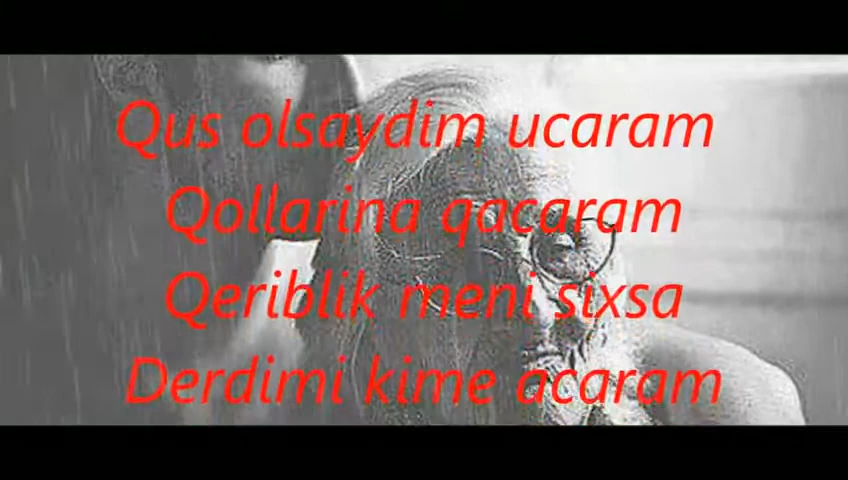 Qus olsaydim ucaram
Qollarina qacaram
Qeriblik meni sixsa
Derdimi kime acaram